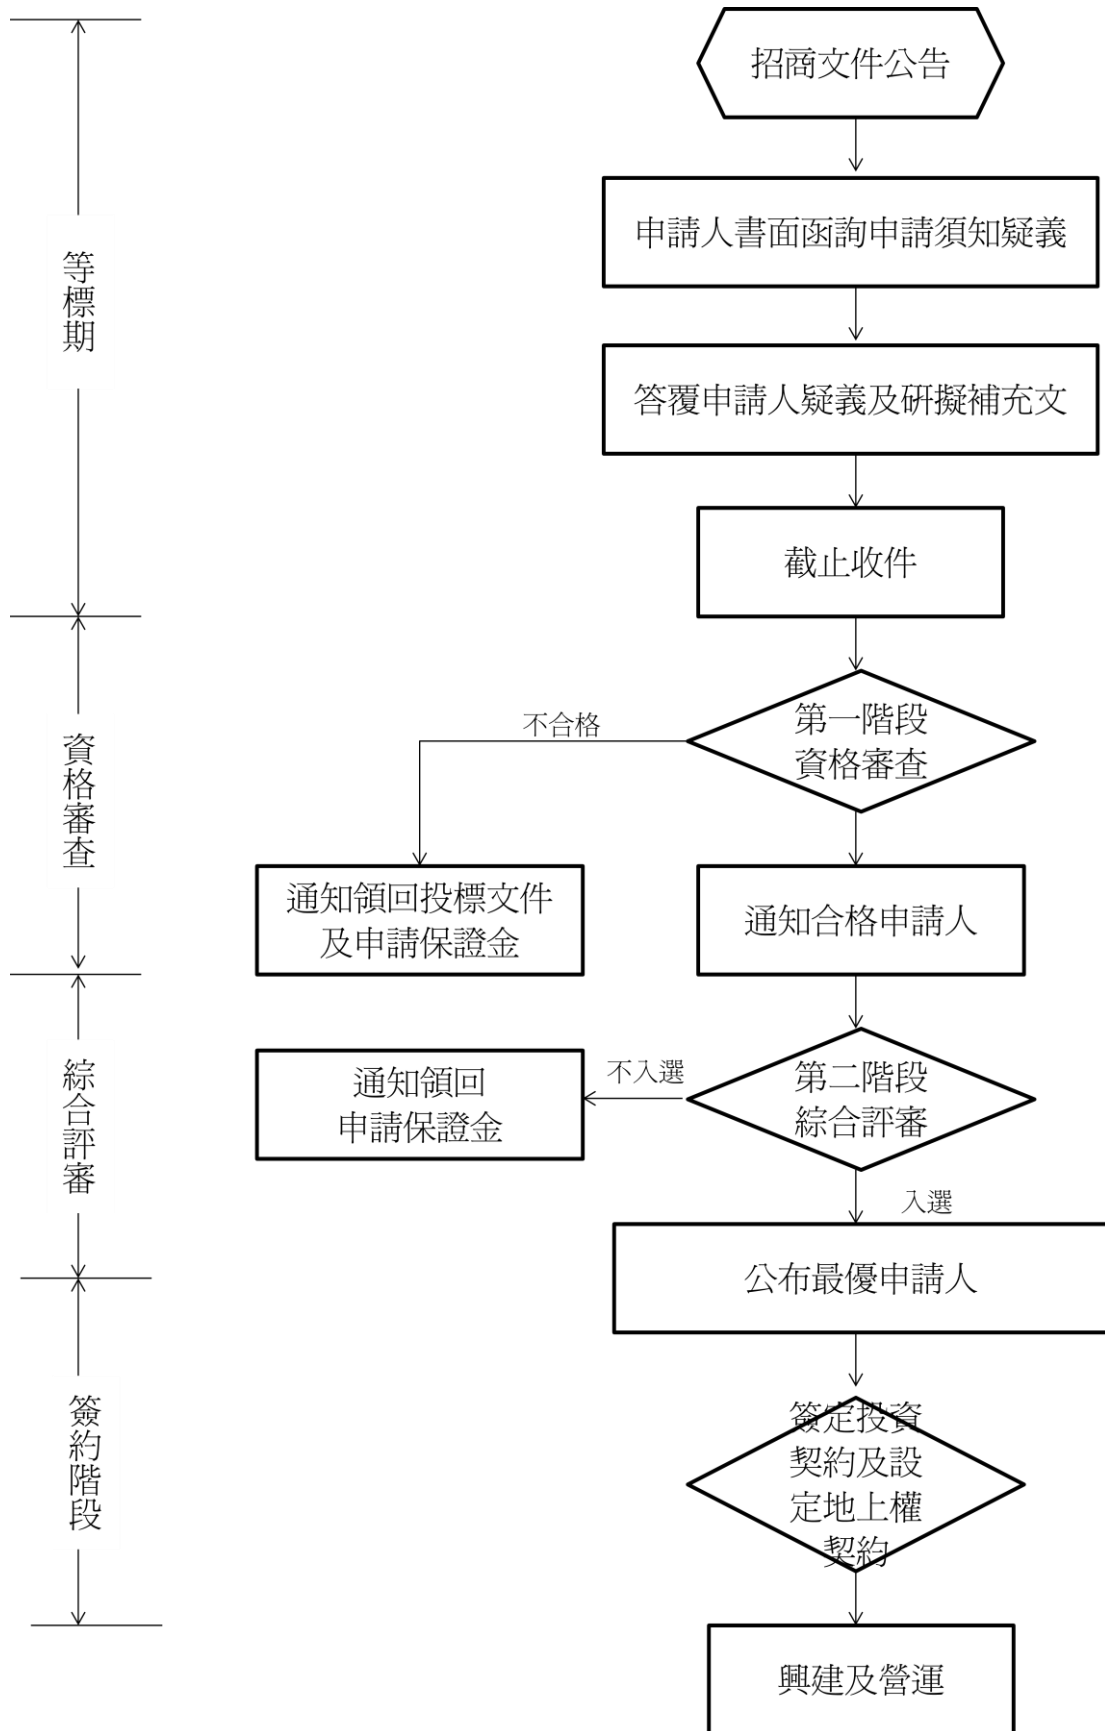 招商文件公告
申請人書面函詢申請須知疑義
等標期
答覆申請人疑義及研擬補充文
截止收件
第一階段
資格審查
不合格
資格審查
通知領回投標文件
及申請保證金
通知合格申請人
綜合評審
第二階段
綜合評審
不入選
通知領回
申請保證金
入選
公布最優申請人
簽約階段
簽定投資
契約及設
定地上權
契約
興建及營運